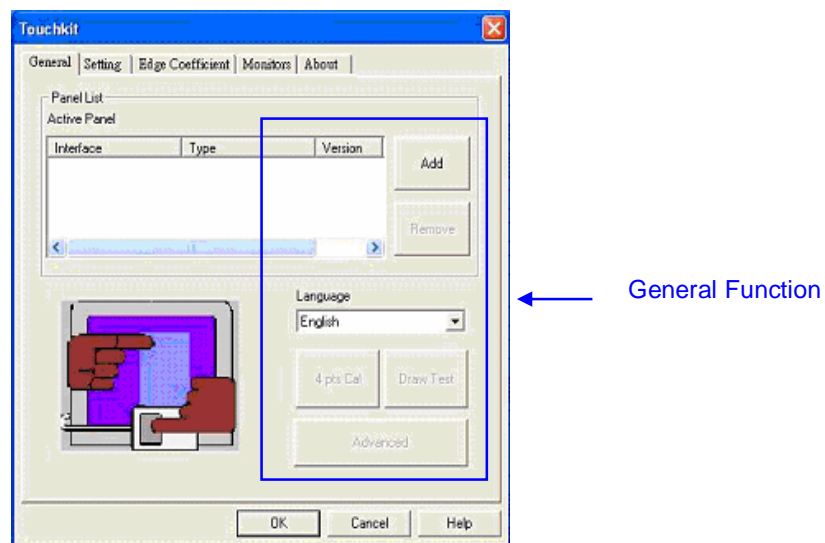 Touchkit
General Setting Edge Coefficient Monitors About
Panel List
Active Panel
Interface Type Version
Add
Remove
Language
English
4 pts Cal Draw Test
Advanced
OK Cancel Help
General Function